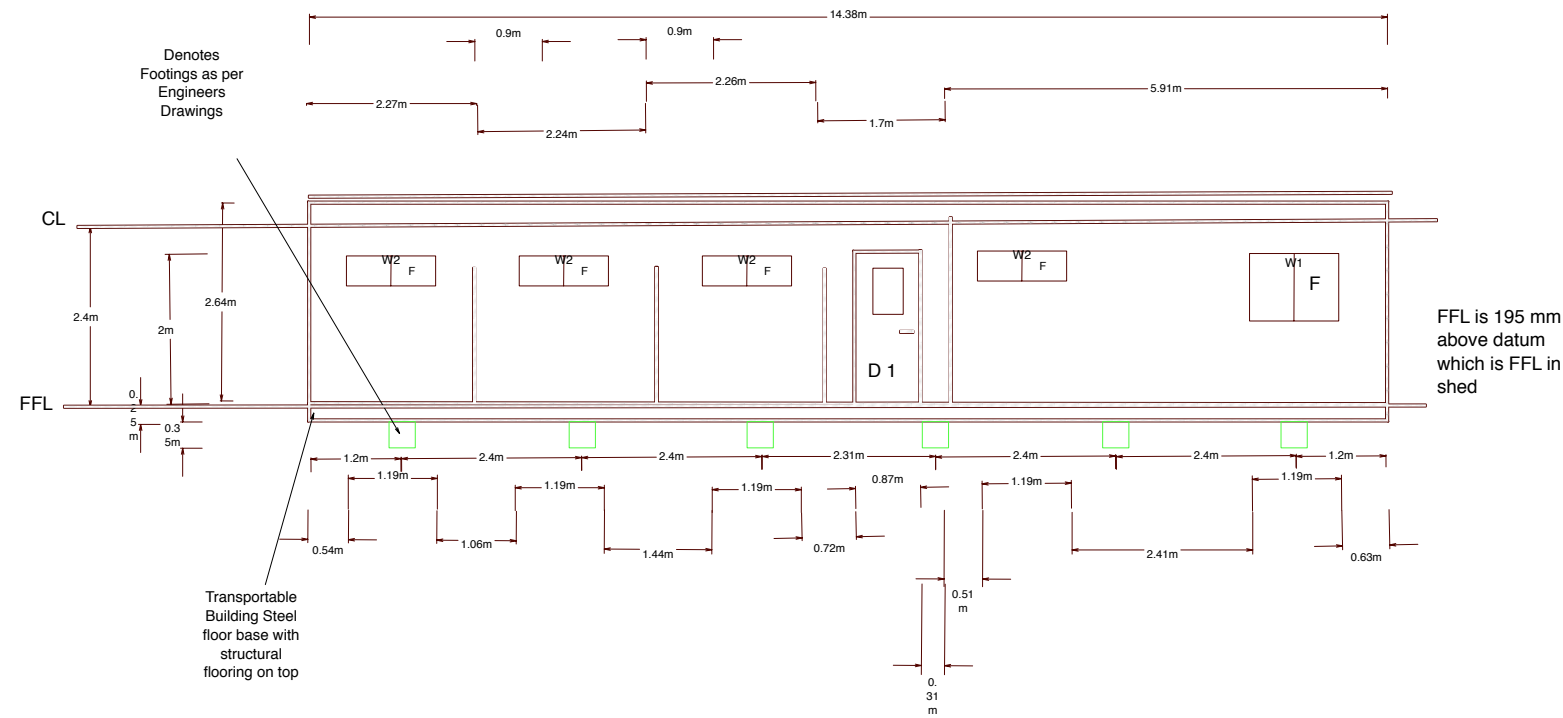 14.38m
0.9m
0.9m
Denotes
Footings as per
Engineers
Drawings
2.26m
5.91m
2.27m
1.7m
2.24m
CL
W2
F
W2
F
W2
F
W2
F
W1
F
2.64m
2.4m
2m
FFL is 195 mm
above datum
which is FFL in
shed
D 1
FFL
0.
2
5
m
0.3
5m
1.2m
2.4m
2.4m
2.31m
2.4m
2.4m
1.2m
1.19m
1.19m
1.19m
0.87m
1.19m
1.19m
0.54m
1.06m
1.44m
0.72m
2.41m
0.63m
0.51
m
Transportable
Building Steel
floor base with
structural
flooring on top
0.
31
m